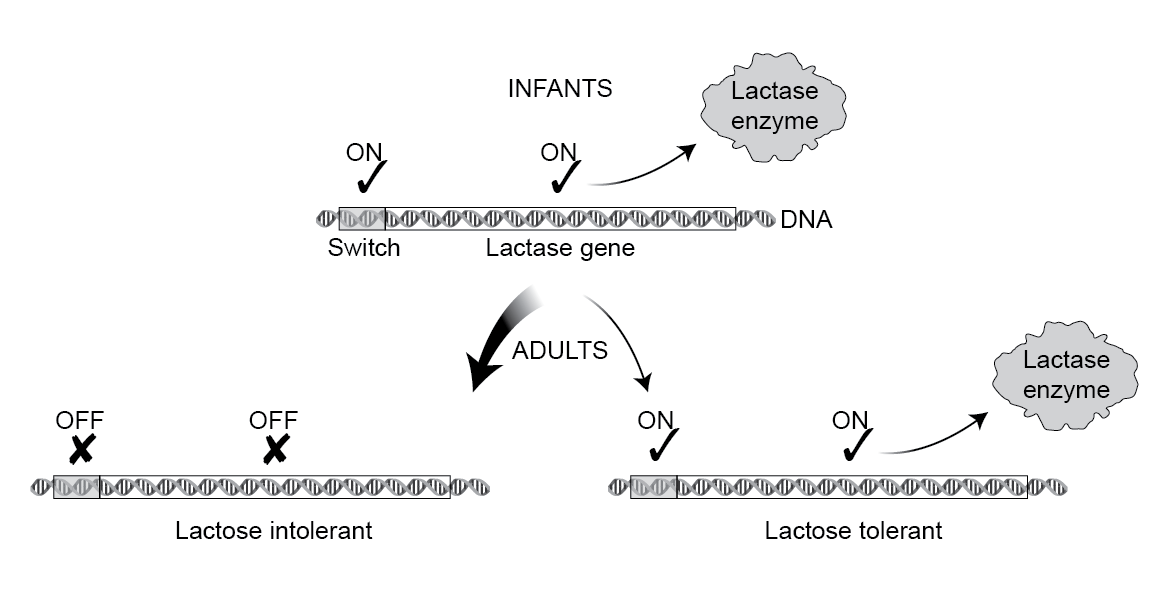 INFANTS
Lactase
enzyme
ON
ON
DNA
Switch
Lactase gene
ADULTS
Lactase
enzyme
OFF
OFF
ON
ON
Lactose intolerant
Lactose tolerant